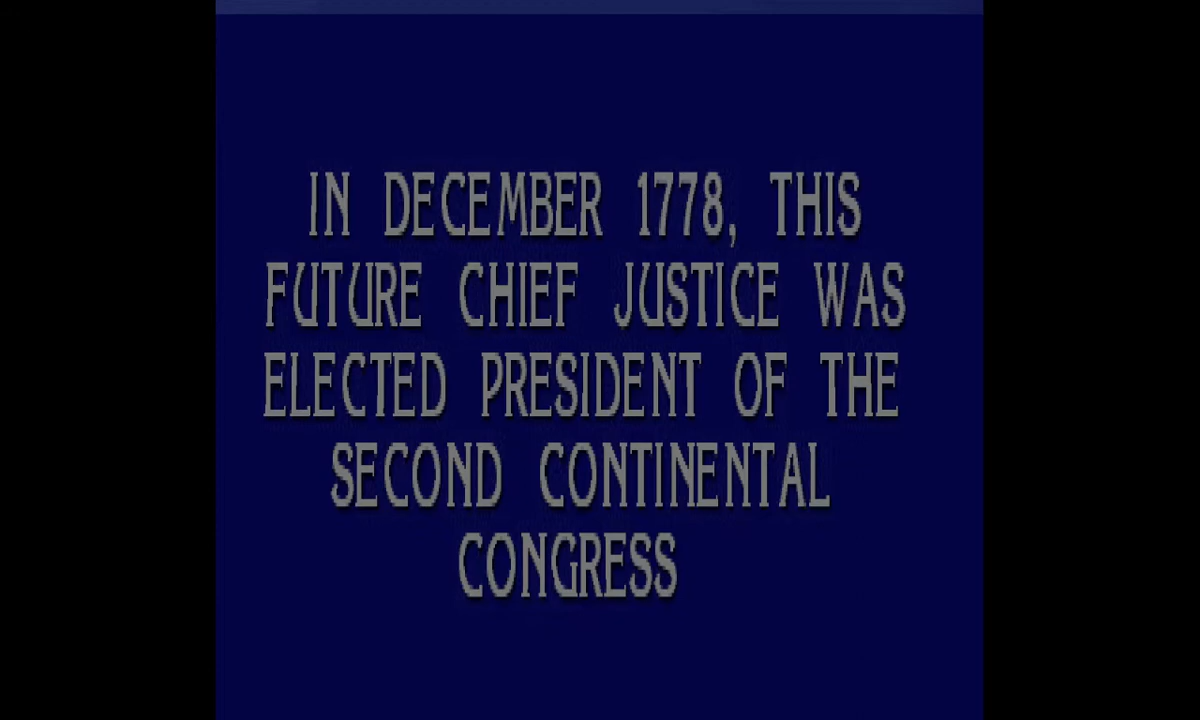 IN DECEMBER 1778, THIS
FUTURE CHIEF JUSTICE WAS
ELECTED PRESIDENT OF THE
SECOND CONTINENTAL
CONGRESS